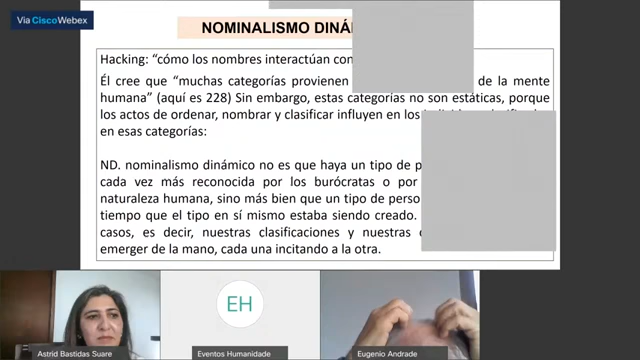 Via CiscoWebex
NOMINALISMO
Hacking: “cómo los nombres interactúan con
Él cree que “muchas categorías provienen de la mente
humana” (aquí es 228) Sin embargo, estas categorías no son estáticas, porque
los actos de ordenar, nombrar y clasificar influyen en los
en esas categorías:
ND. nominalismo dinámico no es que haya un tipo de
cada vez más reconocida por los burócratas o por
naturaleza humana, sino más bien que un tipo de
tiempo que el tipo en sí mismo estaba siendo creado.
casos, es decir, nuestras clasificaciones y nuestras
emerger de la mano, cada una incitando a la otra.
EH
Astrid Bastidas Suare
Eventos Humanidade
Eugenio Andrade